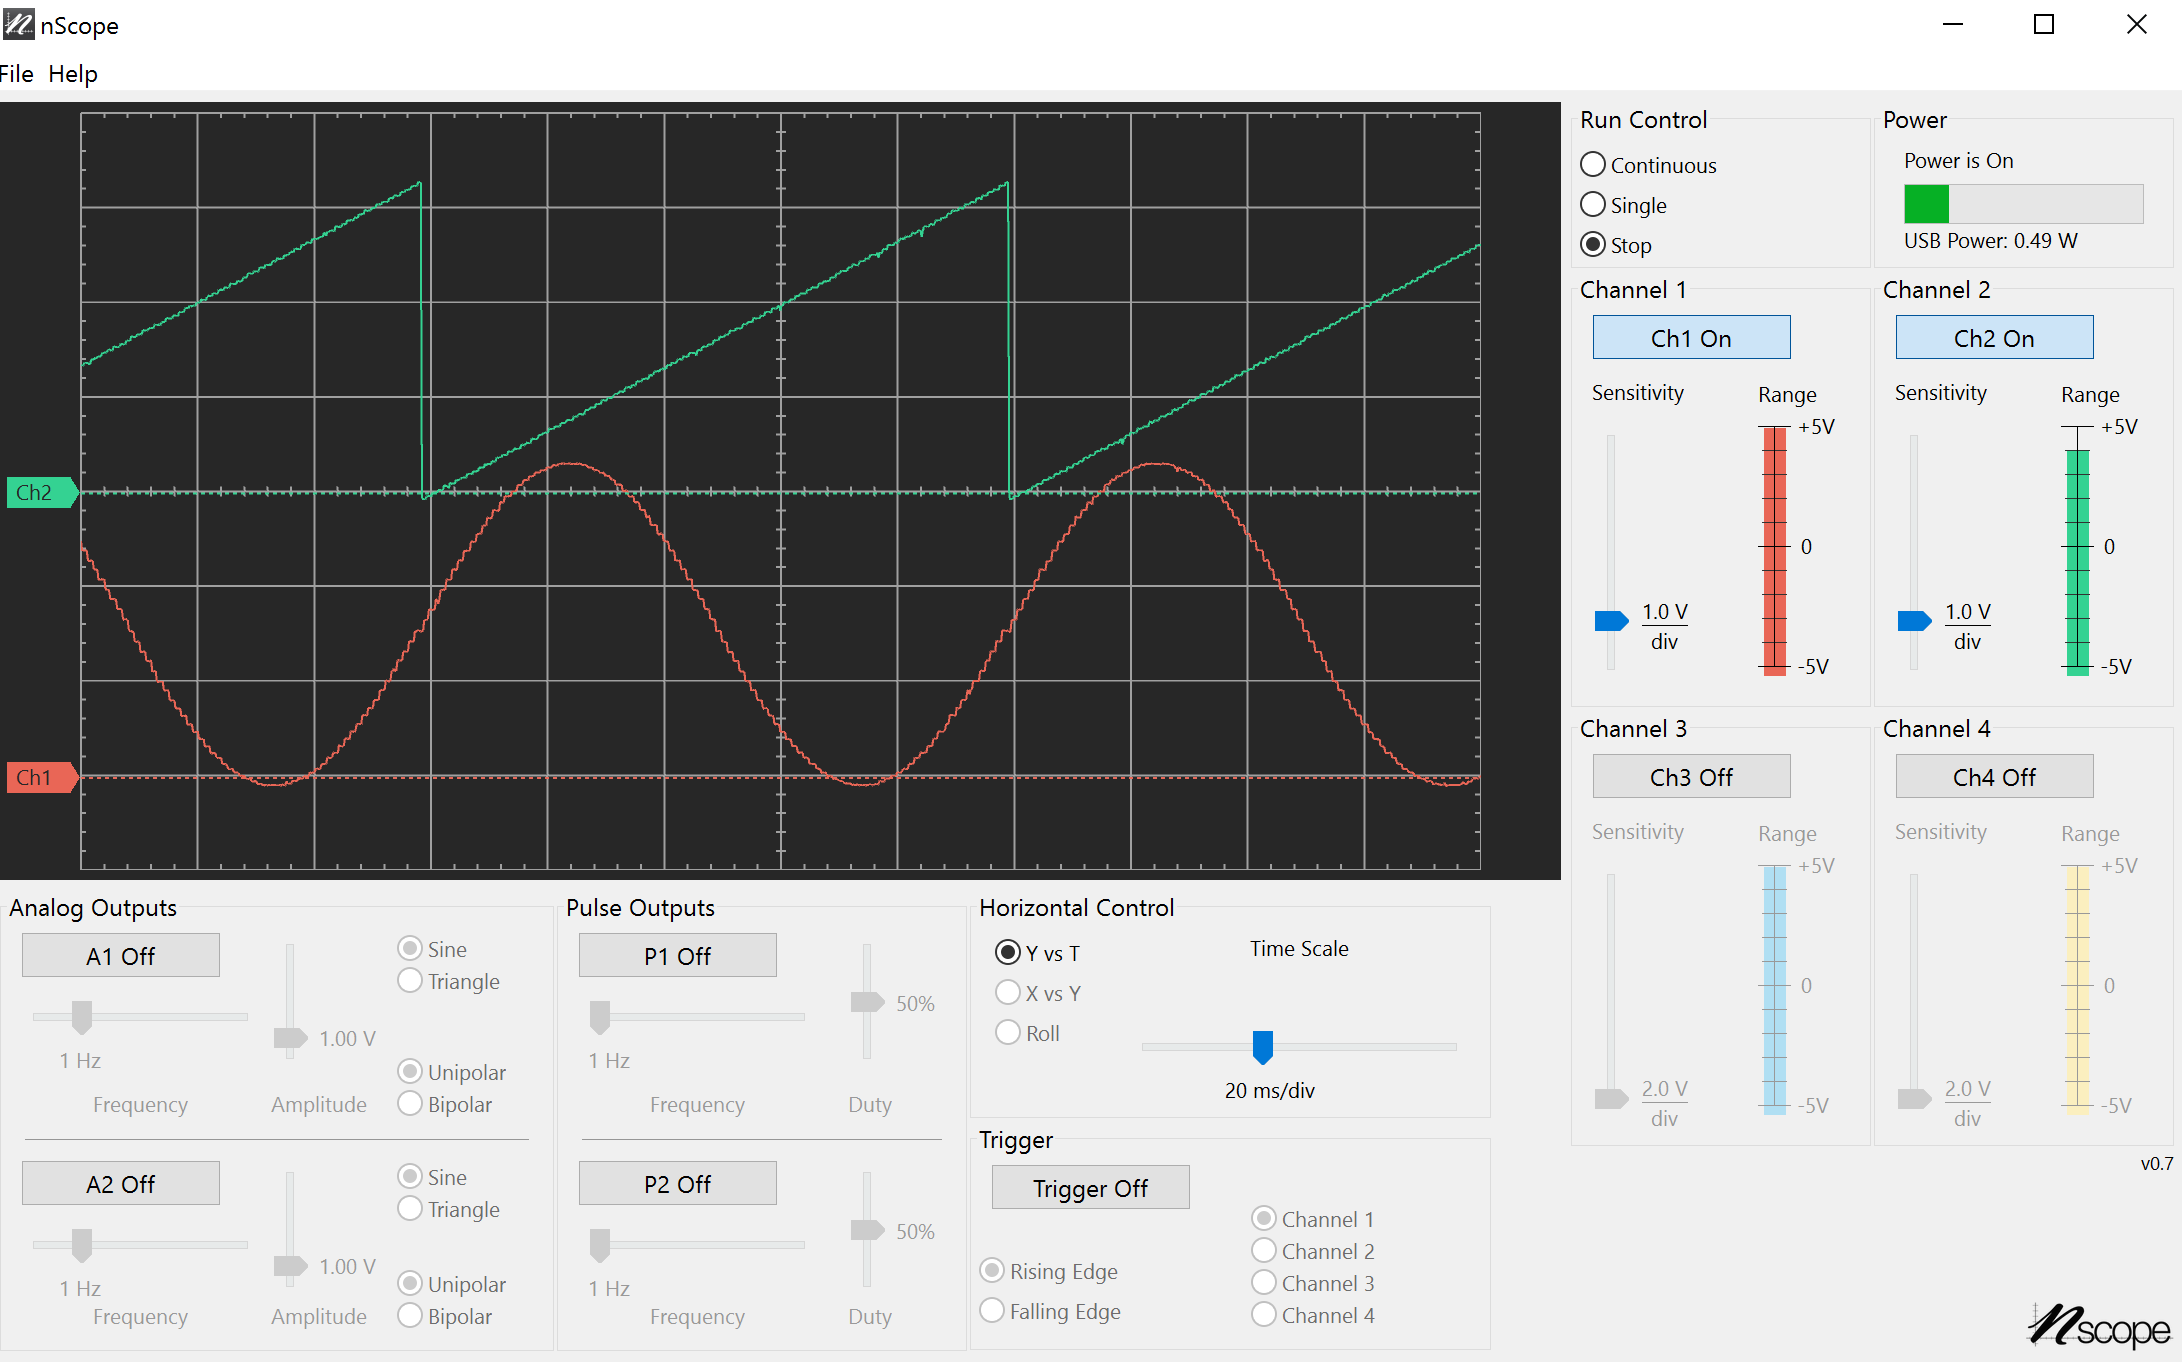 nScope
File Help
Ch2
Ch1
Run Control
Continuous
Single
Stop
Power
Power is On
USB Power: 0.49 W
Channel 1
Ch1 On
Sensitivity
Range
+5V
0
-5V
1.0 V
div
Channel 2
Ch2 On
Sensitivity
Range
+5V
0
-5V
1.0 V
div
Channel 3
Ch3 Off
Sensitivity
Range
+5V
0
-5V
2.0 V
div
Channel 4
Ch4 Off
Sensitivity
Range
+5V
0
-5V
2.0 V
div
v0.7
Analog Outputs
A1 Off
1 Hz
Frequency
1.00 V
Amplitude
Sine
Triangle
Unipolar
Bipolar
A2 Off
1 Hz
Frequency
1.00 V
Amplitude
Sine
Triangle
Unipolar
Bipolar
Pulse Outputs
P1 Off
1 Hz
Frequency
50%
Duty
P2 Off
1 Hz
Frequency
50%
Duty
Horizontal Control
Y vs T
X vs Y
Roll
Time Scale
20 ms/div
Trigger
Trigger Off
Rising Edge
Falling Edge
Channel 1
Channel 2
Channel 3
Channel 4
nscope